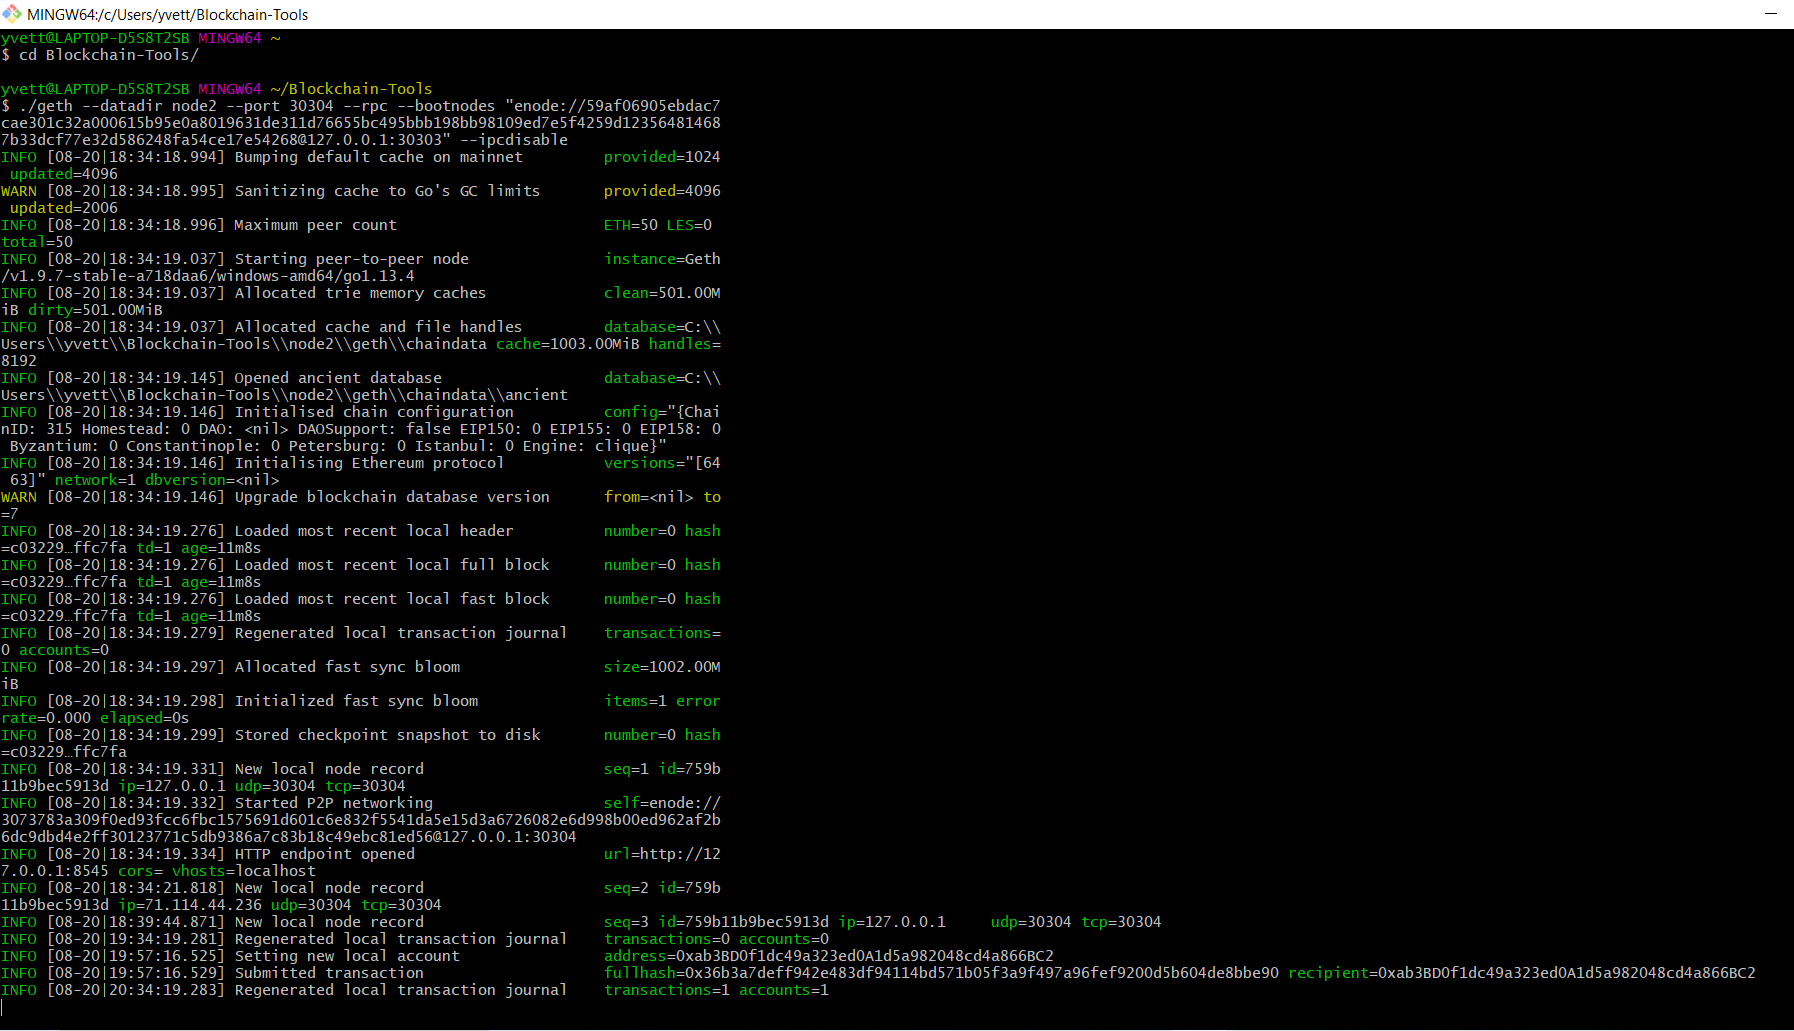 MINGW64:/c/Users/yvett/Blockchain-Tools
yvett@LAPTOP-D5S8T2SB MINGW64 ~
$ cd Blockchain-Tools/
yvett@LAPTOP-D5S8T2SB MINGW64 ~/Blockchain-Tools
$ ./geth --datadir node2 --port 30304 --rpc --bootnodes "enode://59af06905ebdac7
cae301c32a000615b95e0a8019631de311d76655bc495bbb198bb98109ed7e5f4259d12356481468
7b33dcf77e32d586248fa54ce17e54268@127.0.0.1:30303" --ipcdisable
INFO [08-20|18:34:18.994] Bumping default cache on mainnet         provided=1024
 updated=4096
WARN [08-20|18:34:18.995] Sanitizing cache to Go's GC limits       provided=4096
 updated=2006
INFO [08-20|18:34:18.996] Maximum peer count                       ETH=50 LES=0
total=50
INFO [08-20|18:34:19.037] Starting peer-to-peer node               instance=Geth
/v1.9.7-stable-a718daa6/windows-amd64/go1.13.4
INFO [08-20|18:34:19.037] Allocated trie memory caches             clean=501.00M
iB dirty=501.00MiB
INFO [08-20|18:34:19.037] Allocated cache and file handles         database=C:\\
Users\\yvett\\Blockchain-Tools\\node2\\geth\\chaindata cache=1003.00MiB handles=
8192
INFO [08-20|18:34:19.145] Opened ancient database                  database=C:\\
Users\\yvett\\Blockchain-Tools\\node2\\geth\\chaindata\\ancient
INFO [08-20|18:34:19.146] Initialised chain configuration          config="{Chai
nID: 315 Homestead: 0 DAO: <nil> DAOSupport: false EIP150: 0 EIP155: 0 EIP158: 0
 Byzantium: 0 Constantinople: 0 Petersburg: 0 Istanbul: 0 Engine: clique}"
INFO [08-20|18:34:19.146] Initialising Ethereum protocol           versions="[64
 63]" network=1 dbversion=<nil>
WARN [08-20|18:34:19.146] Upgrade blockchain database version      from=<nil> to
=7
INFO [08-20|18:34:19.276] Loaded most recent local header          number=0 hash
=c03229…ffc7fa td=1 age=11m8s
INFO [08-20|18:34:19.276] Loaded most recent local full block      number=0 hash
=c03229…ffc7fa td=1 age=11m8s
INFO [08-20|18:34:19.276] Loaded most recent local fast block      number=0 hash
=c03229…ffc7fa td=1 age=11m8s
INFO [08-20|18:34:19.279] Regenerated local transaction journal    transactions=
0 accounts=0
INFO [08-20|18:34:19.297] Allocated fast sync bloom                size=1002.00M
iB
INFO [08-20|18:34:19.298] Initialized fast sync bloom              items=1 error
rate=0.000 elapsed=0s
INFO [08-20|18:34:19.299] Stored checkpoint snapshot to disk       number=0 hash
=c03229…ffc7fa
INFO [08-20|18:34:19.331] New local node record                    seq=1 id=759b
11b9bec5913d ip=127.0.0.1 udp=30304 tcp=30304
INFO [08-20|18:34:19.332] Started P2P networking                   self=enode://
3073783a309f0ed93fcc6fbc1575691d601c6e832f5541da5e15d3a6726082e6d998b00ed962af2b
6dc9dbd4e2ff30123771c5db9386a7c83b18c49ebc81ed56@127.0.0.1:30304
INFO [08-20|18:34:19.334] HTTP endpoint opened                     url=http://12
7.0.0.1:8545 cors= vhosts=localhost
INFO [08-20|18:34:21.818] New local node record                    seq=2 id=759b
11b9bec5913d ip=71.114.44.236 udp=30304 tcp=30304
INFO [08-20|18:39:44.871] New local node record                    seq=3 id=759b11b9bec5913d ip=127.0.0.1     udp=30304 tcp=30304
INFO [08-20|19:34:19.281] Regenerated local transaction journal    transactions=0 accounts=0
INFO [08-20|19:57:16.525] Setting new local account                address=0xab3BD0f1dc49a323ed0A1d5a982048cd4a866BC2
INFO [08-20|19:57:16.529] Submitted transaction                    fullhash=0x36b3a7deff942e483df94114bd571b05f3a9f497a96fef9200d5b604de8bbe90 recipient=0xab3BD0f1dc49a323ed0A1d5a982048cd4a866BC2
INFO [08-20|20:34:19.283] Regenerated local transaction journal    transactions=1 accounts=1